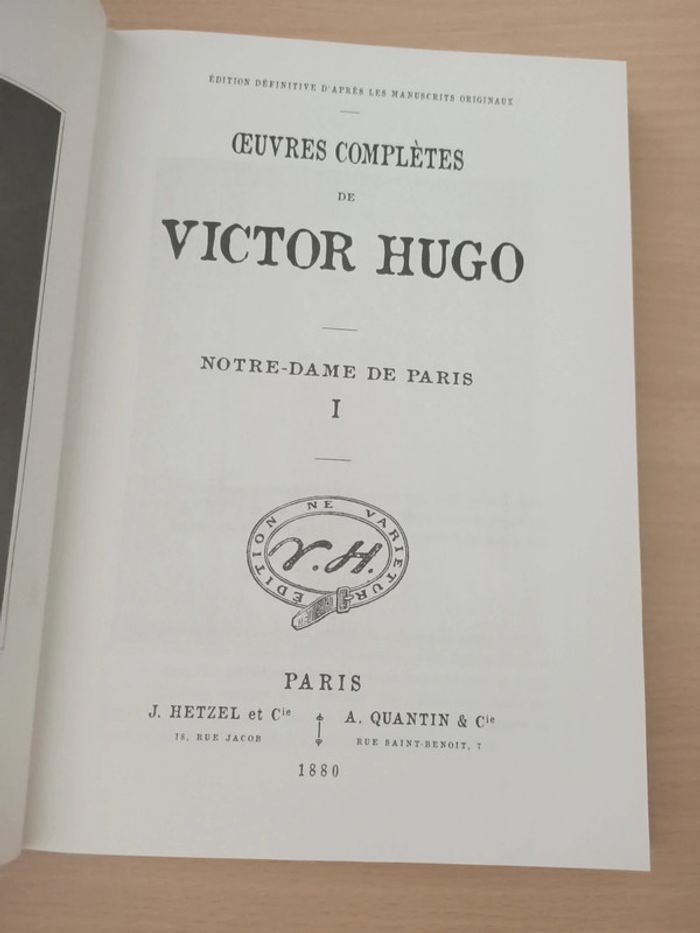 ÉDITION DÉFINITIVE D'APRÈS LES MANUSCRITS ORIGINAUX
ŒUVRES COMPLÈTES
DE
VICTOR HUGO
NOTRE-DAME DE PARIS
I
ÉDITION NE VARIETUR
V. H.
PARIS
J. HETZEL et Cie
18, RUE JACOB
A. QUANTIN & Cie
RUE SAINT-BENOIT, 7
1880